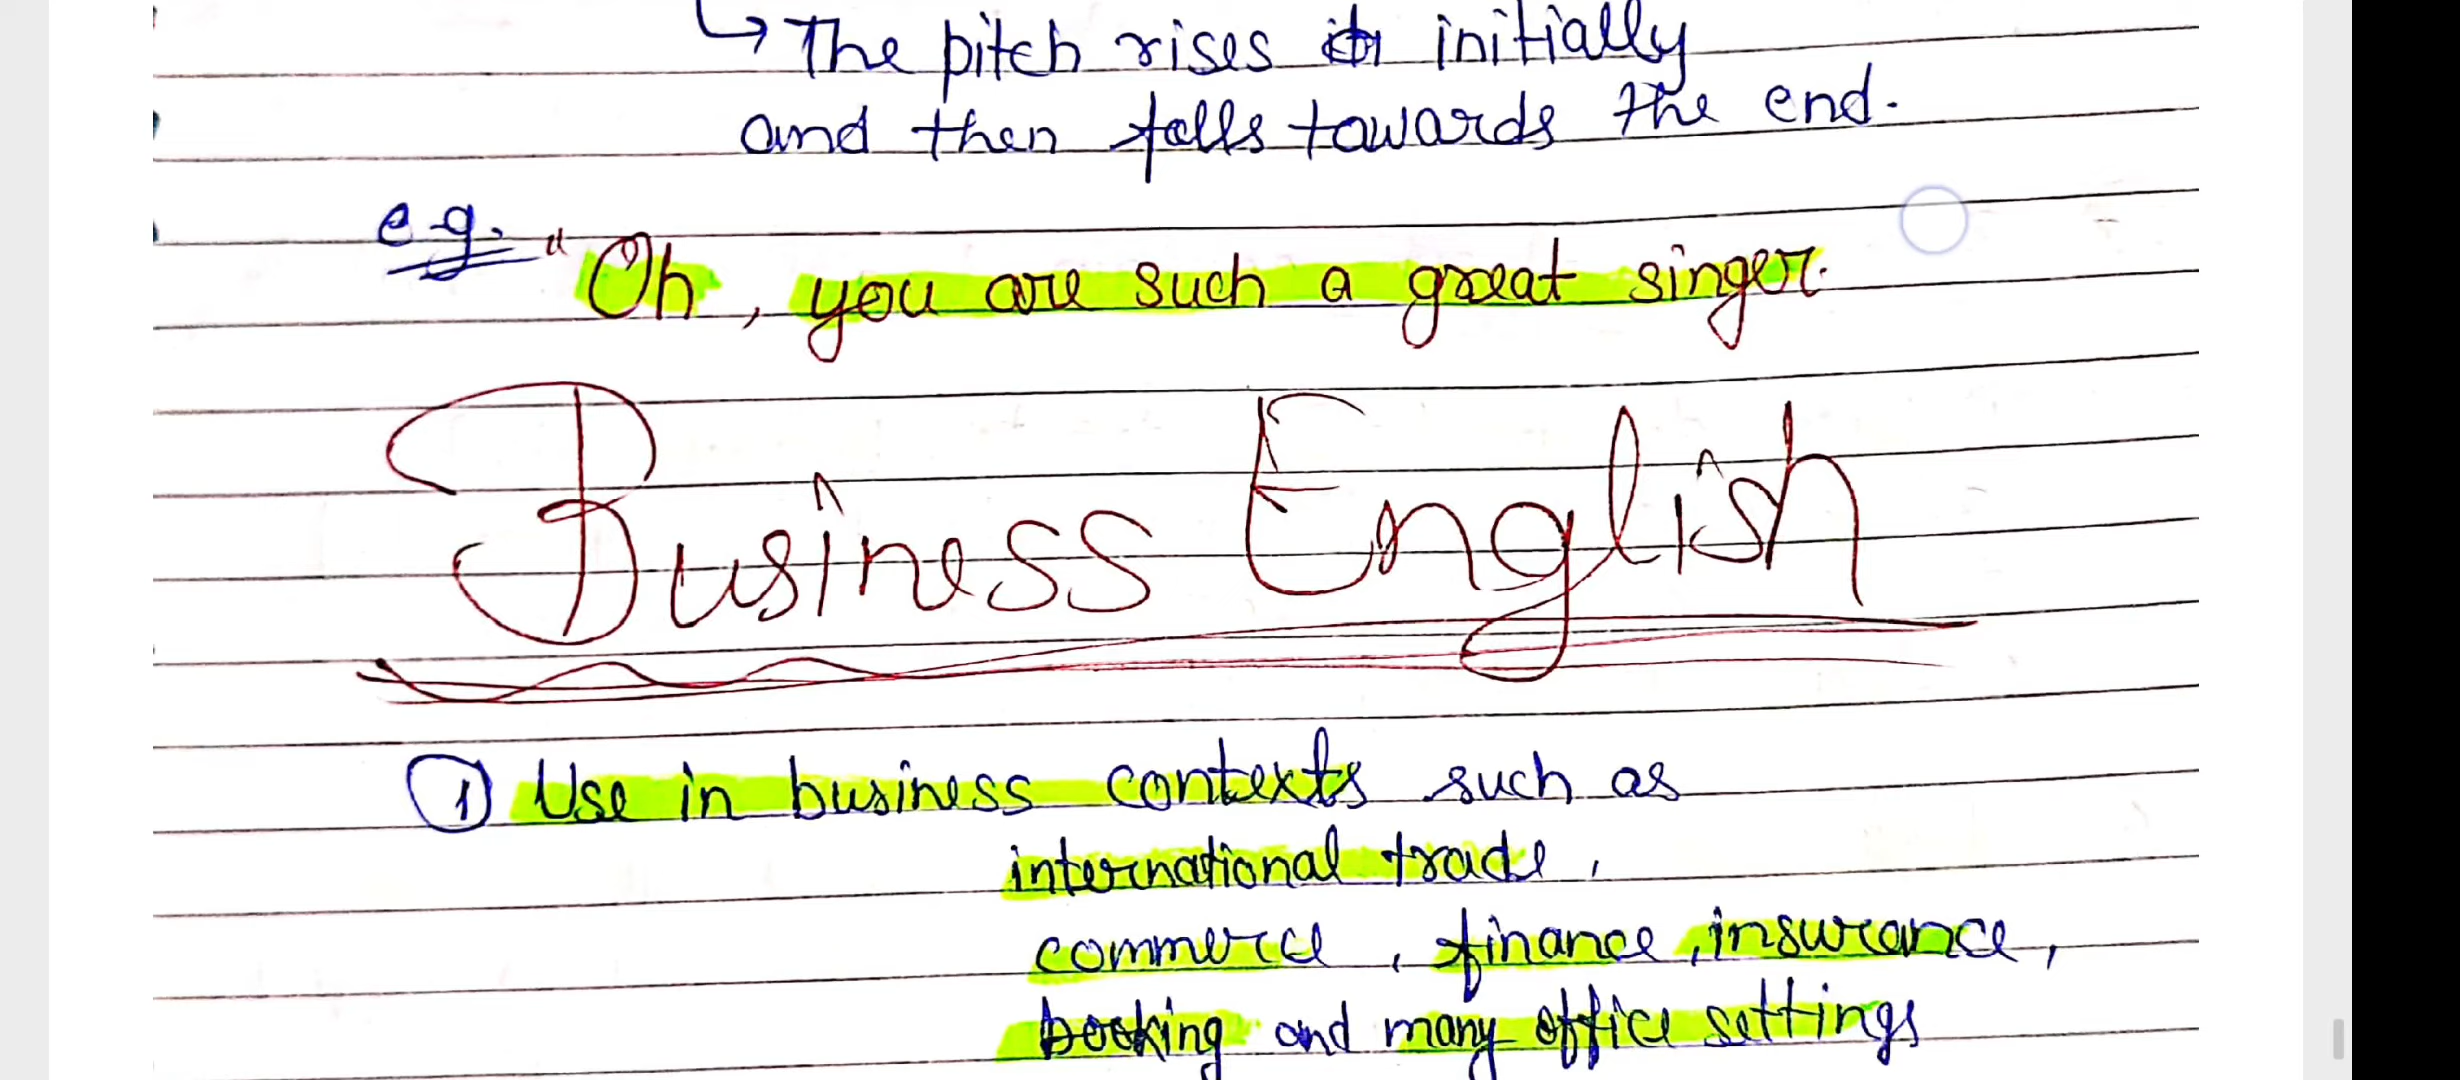 ↳ The pitch rises initially
and then falls towards the end.
e.g. "Oh, you are such a great singer.
Business English
① Use in business contexts such as
international trade,
commerce, finance, insurance,
and many office settings